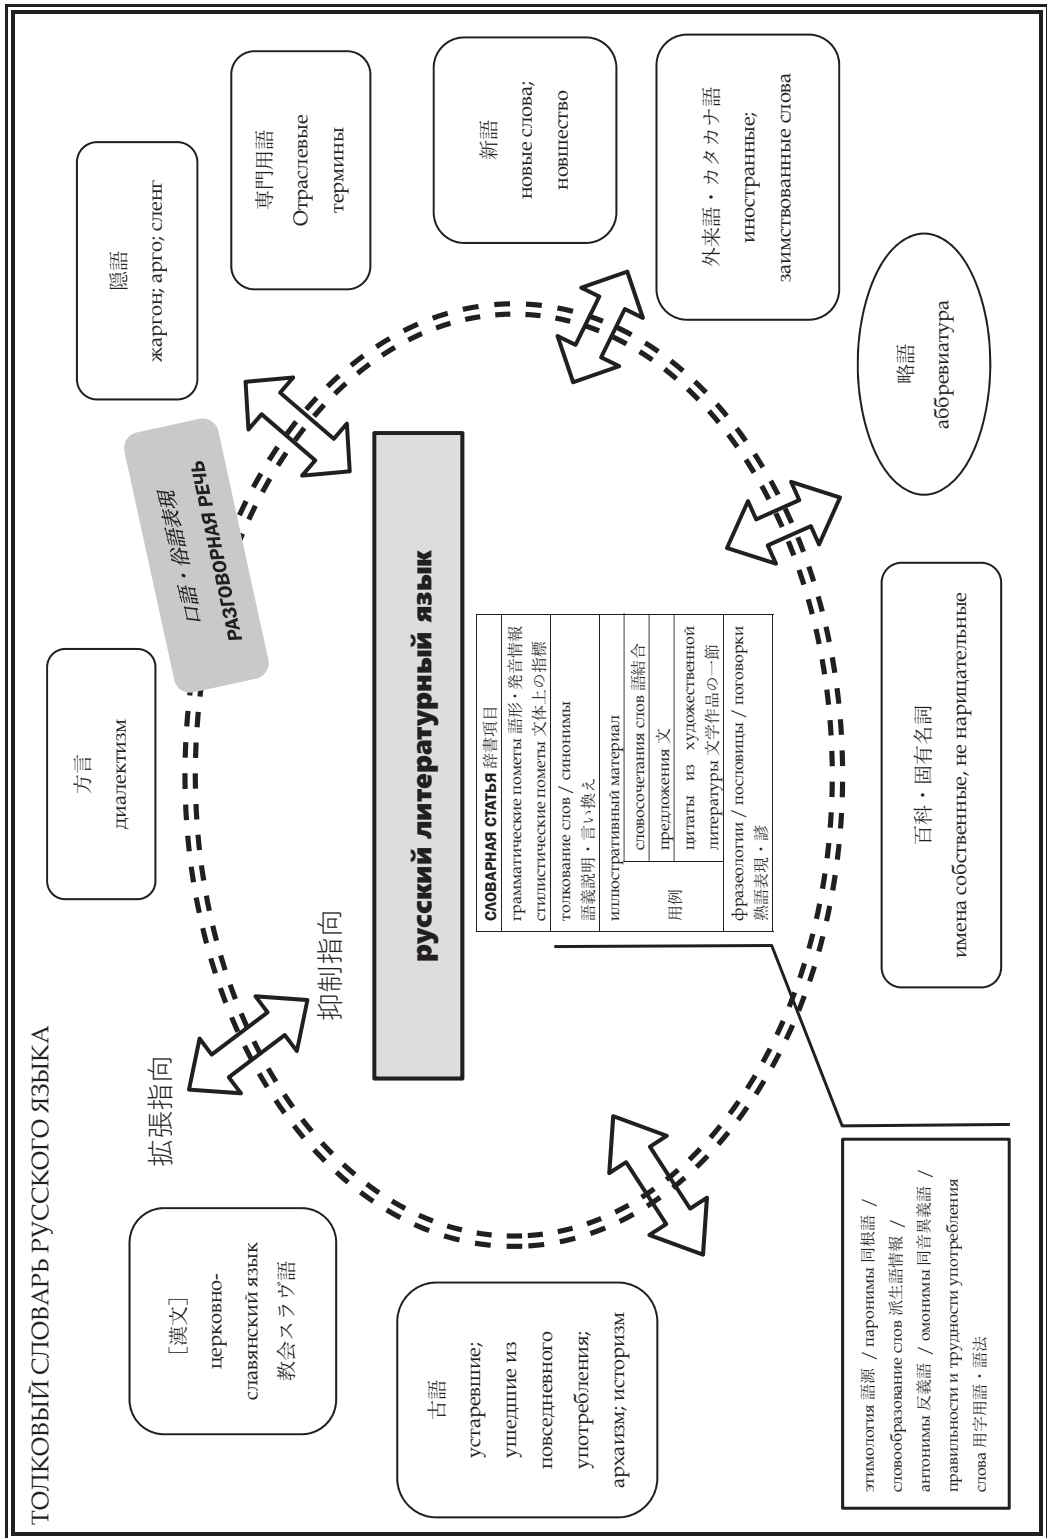 ТОЛКОВЫЙ СЛОВАРЬ РУССКОГО ЯЗЫКА
[漢文]
церковно-
славянский язык
教会スラヴ語
拡張指向
抑制指向
方言
диалектизм
口語・俗語表現
РАЗГОВОРНАЯ РЕЧЬ
隠語
жаргон; арго; сленг
専門用語
Отраслевые
термины
新語
новые слова;
новшество
外来語・カタカナ語
иностранные;
заимствованные слова
略語
аббревиатура
русский литературный язык
СЛОВАРНАЯ СТАТЬЯ 辞書項目
грамматические пометы 語形・発音情報
стилистические пометы 文体上の指標
толкование слов / синонимы
語義説明・言い換え
иллюстративный материал
用例
словосочетания слов 語結合
предложения 文
цитаты из художественной
литературы 文学作品の一節
фразеологии / пословицы / поговорки
熟語表現・諺
古語
устаревшие;
ушедшие из
повседневного
употребления;
архаизм; историзм
百科・固有名詞
имена собственные, не нарицательные
этимология 語源 / паронимы 同根語 /
словообразование слов 派生語情報 /
антонимы 反義語 / омонимы 同音異義語 /
правильности и трудности употребления
слова 用字用語・語法